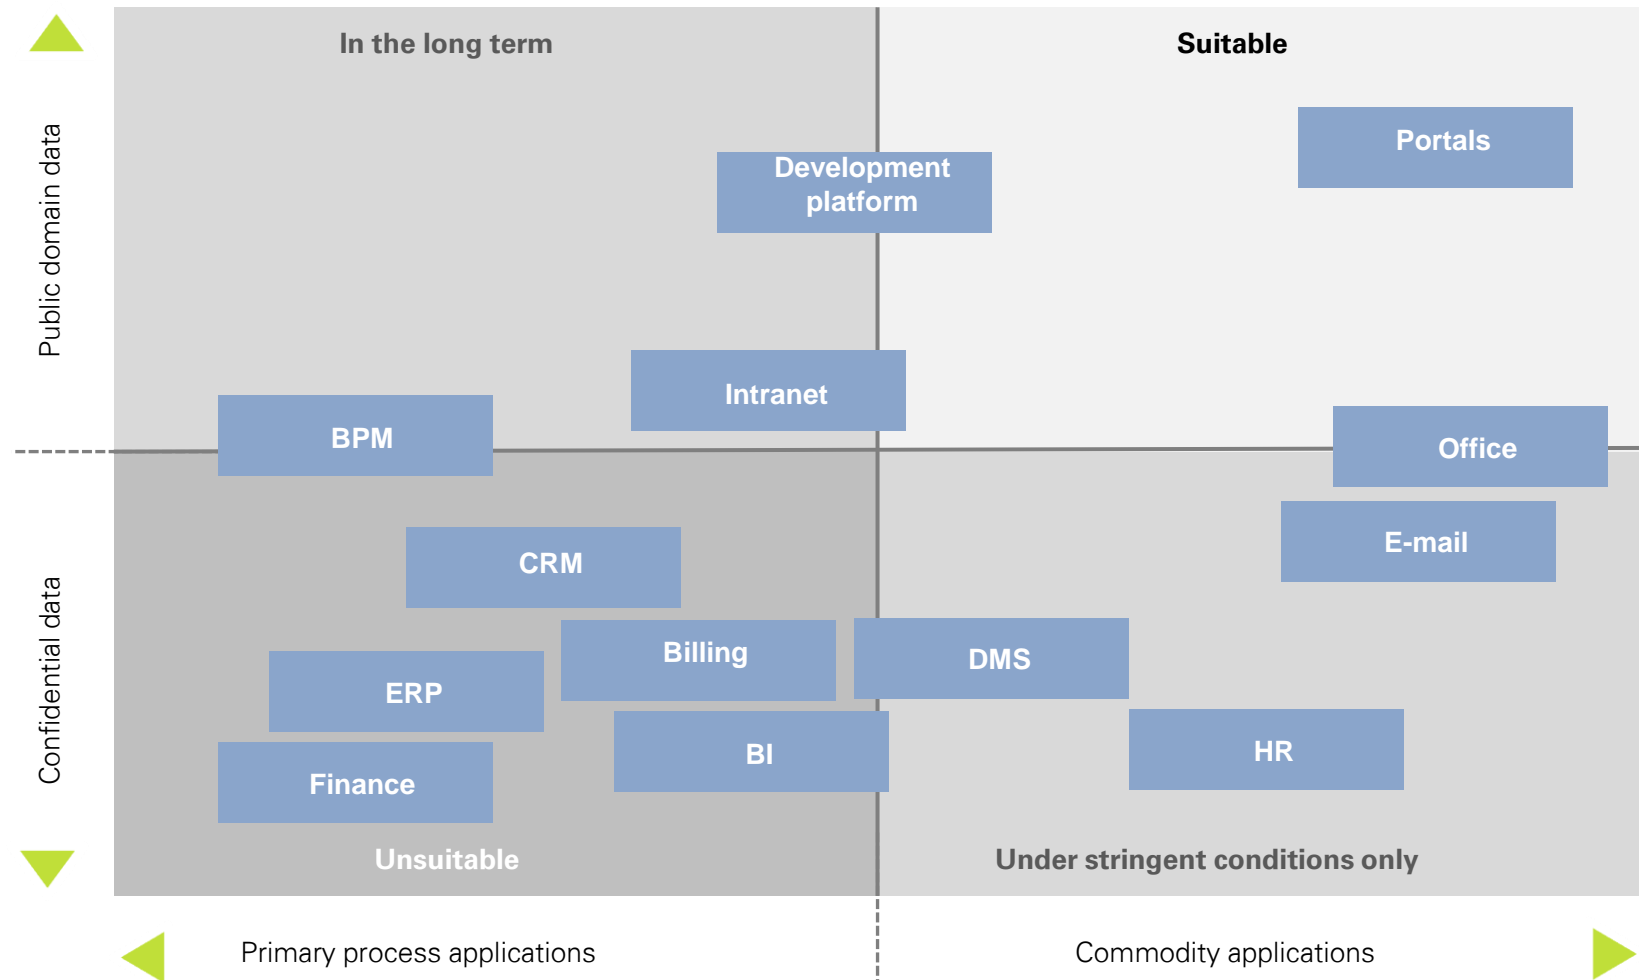 In the long term
Suitable
Public domain data
Portals
Development
platform
Intranet
BPM
Office
Confidential data
CRM
E-mail
Billing
DMS
ERP
BI
HR
Finance
Unsuitable
Under stringent conditions only
Primary process applications
Commodity applications